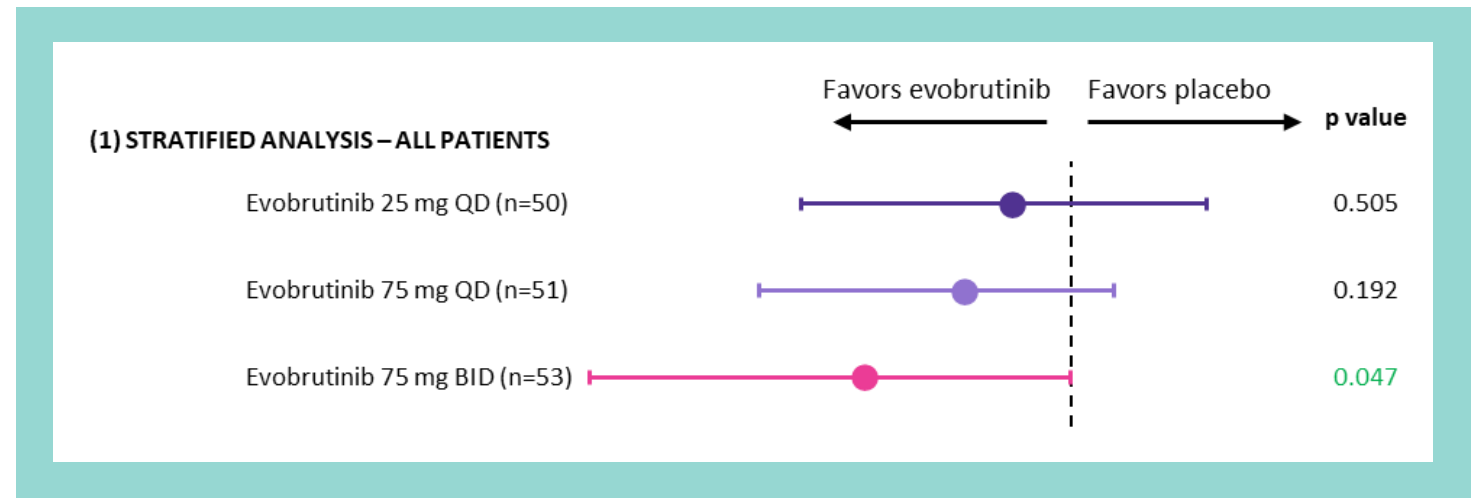 Favors evobrutinib Favors placebo
p value
(1) STRATIFIED ANALYSIS – ALL PATIENTS
Evobrutinib 25 mg QD (n=50) 0.505
Evobrutinib 75 mg QD (n=51) 0.192
Evobrutinib 75 mg BID (n=53) 0.047